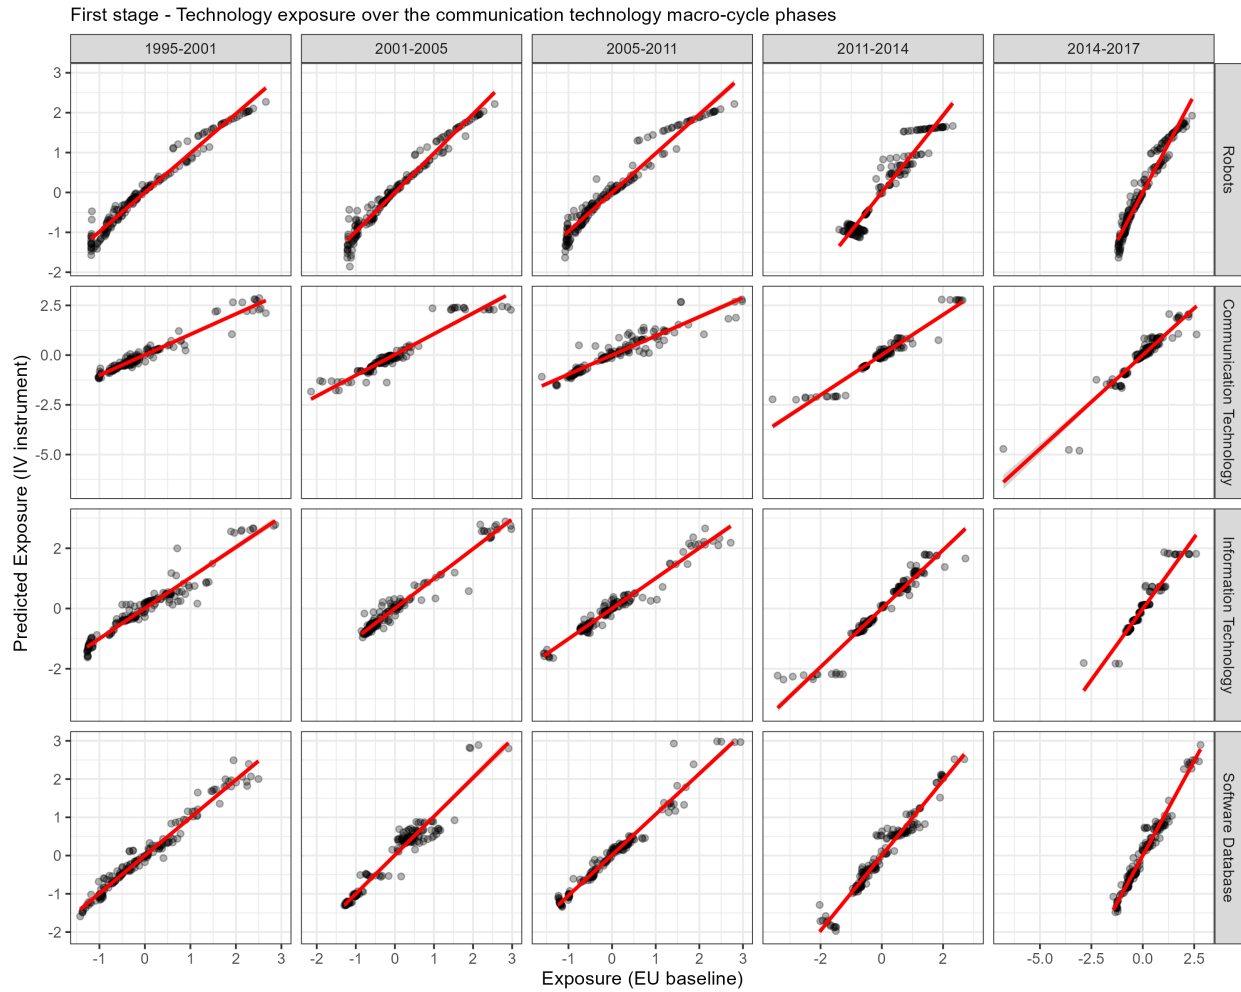 First stage - Technology exposure over the communication technology macro-cycle phases
1995-2001 2001-2005 2005-2011 2011-2014 2014-2017
3
2
1
0
-1
-2
Robots
2.5
0.0
-2.5
-5.0
Communication Technology
2
0
-2
Information Technology
3
2
1
0
-1
-2
Software Database
Predicted Exposure (IV instrument)
-1 0 1 2 3 -2 -1 0 1 2 3 -1 0 1 2 3 -2 0 2 -5.0 -2.5 0.0 2.5
Exposure (EU baseline)